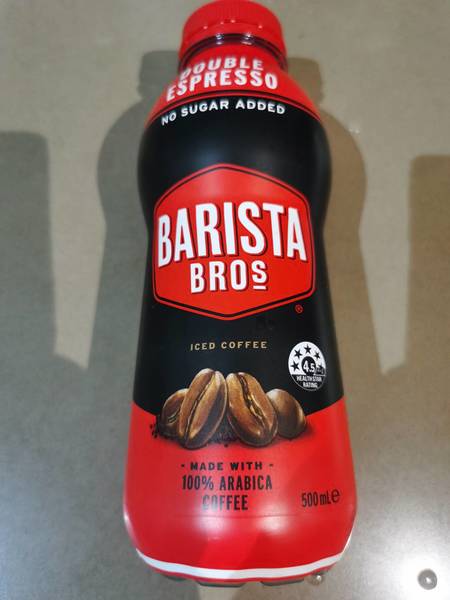 DOUBLE
ESPRESSO
NO SUGAR ADDED
BARISTA
BROS
®
ICED COFFEE
4.5
HEALTH STAR
RATING
- MADE WITH -
100% ARABICA
COFFEE
500mLe